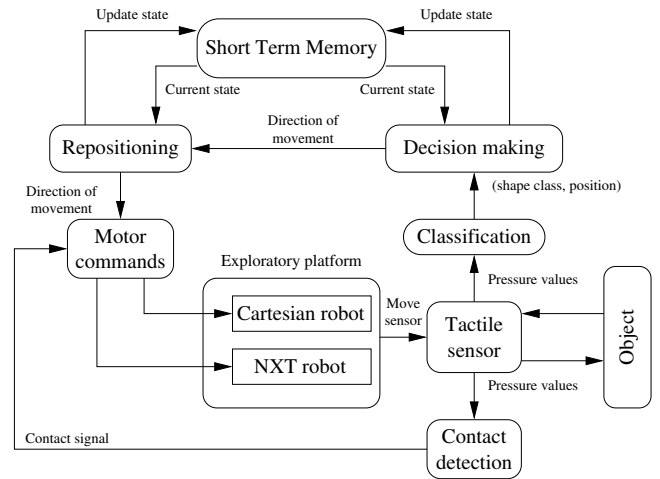 Update state
Update state
Short Term Memory
Current state
Current state
Repositioning
Direction of
movement
Decision making
Direction of
movement
(shape class, position)
Motor
commands
Classification
Exploratory platform
Pressure values
Cartesian robot
Move
sensor
Tactile
sensor
Object
NXT robot
Pressure values
Contact signal
Contact
detection